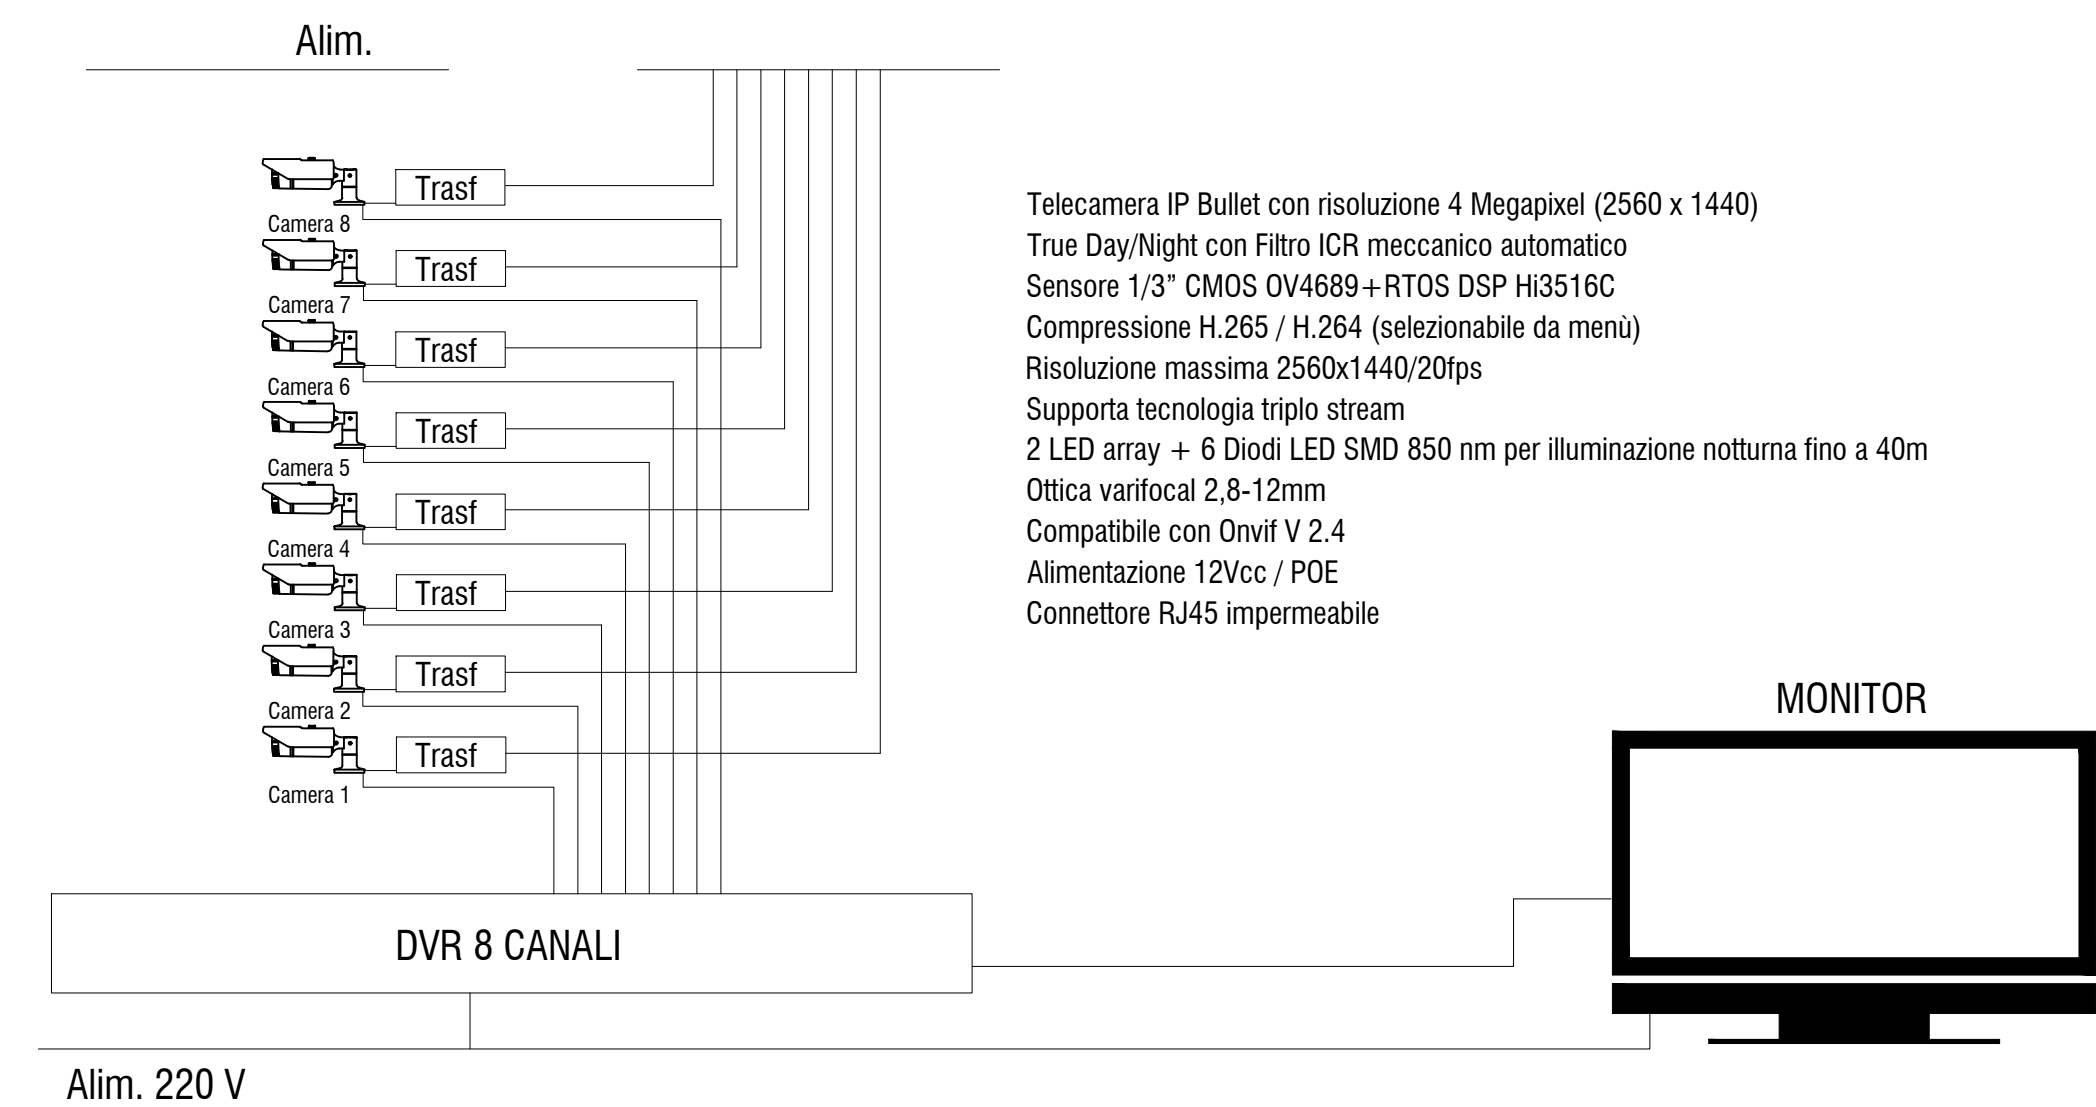 Alim.
Trasf
Camera 8
Trasf
Camera 7
Trasf
Camera 6
Trasf
Camera 5
Trasf
Camera 4
Trasf
Camera 3
Trasf
Camera 2
Trasf
Camera 1
Telecamera IP Bullet con risoluzione 4 Megapixel (2560 x 1440)
True Day/Night con Filtro ICR meccanico automatico
Sensore 1/3” CMOS OV4689+RTOS DSP Hi3516C
Compressione H.265 / H.264 (selezionabile da menù)
Risoluzione massima 2560x1440/20fps
Supporta tecnologia triplo stream
2 LED array + 6 Diodi LED SMD 850 nm per illuminazione notturna fino a 40m
Ottica varifocal 2,8-12mm
Compatibile con Onvif V 2.4
Alimentazione 12Vcc / POE
Connettore RJ45 impermeabile
MONITOR
DVR 8 CANALI
Alim. 220 V